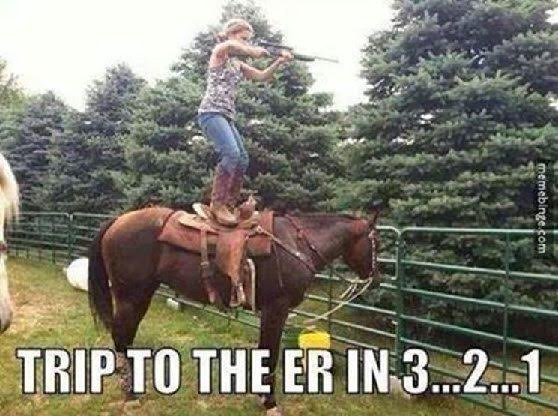 memebinge.com
TRIP TO THE ER IN 3...2...1